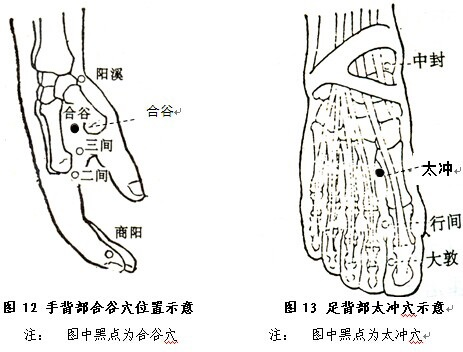 阳溪
合谷
合谷
三间
二间
商阳
图 12 手背部合谷穴位置示意
注: 图中黑点为合谷穴
中封
太冲
行间
大敦
图 13 足背部太冲穴示意
注: 图中黑点为太冲穴